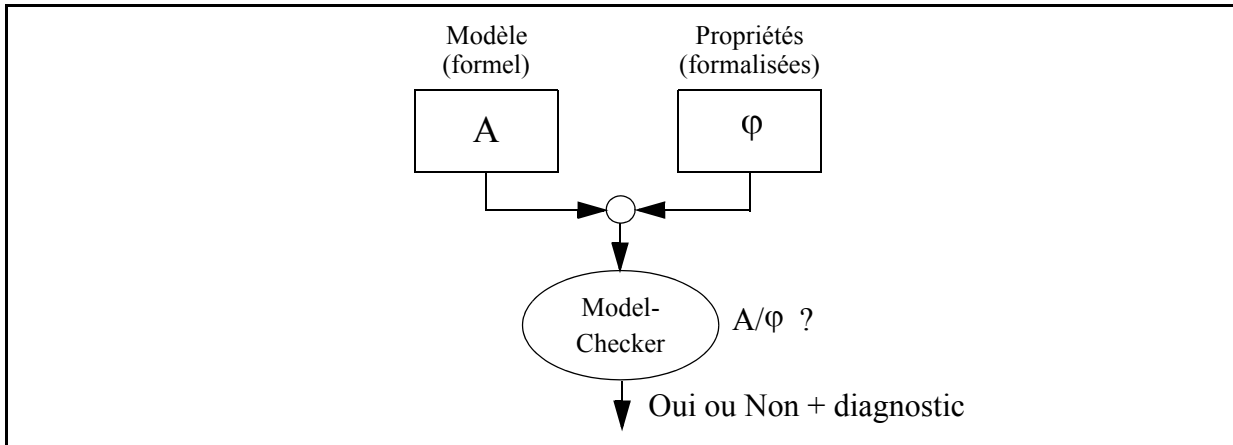 Modèle
(formel)
Propriétés
(formalisées)
A
φ
Model-
Checker
A/φ ?
Oui ou Non + diagnostic